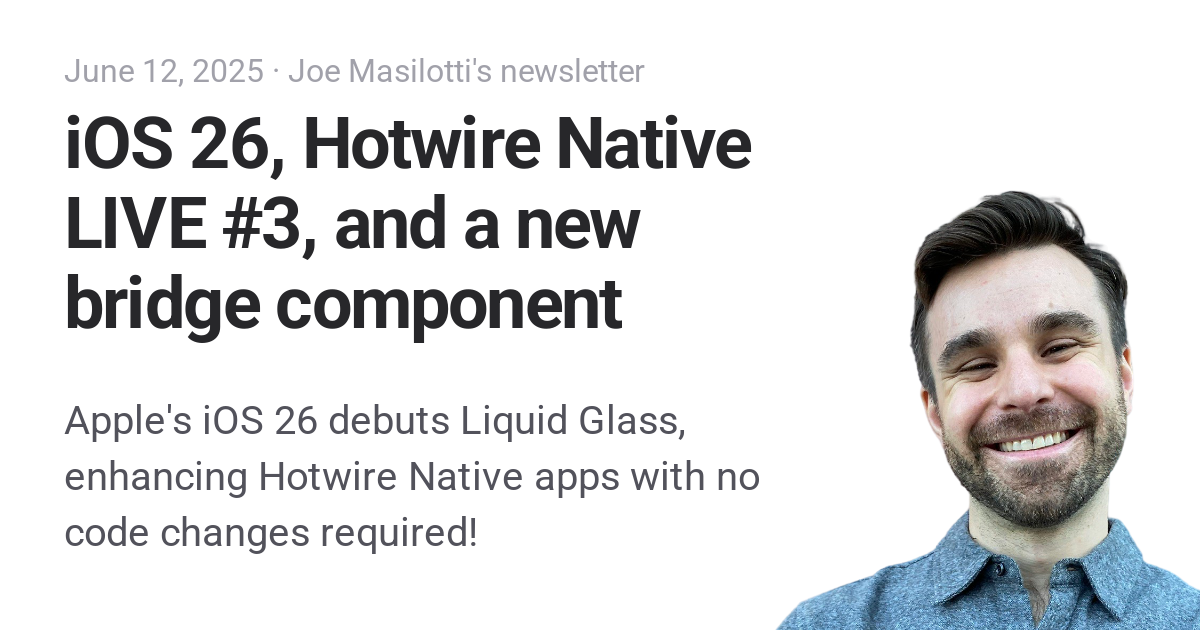 June 12, 2025 · Joe Masilotti's newsletter
iOS 26, Hotwire Native
LIVE #3, and a new
bridge component
Apple's iOS 26 debuts Liquid Glass,
enhancing Hotwire Native apps with no
code changes required!